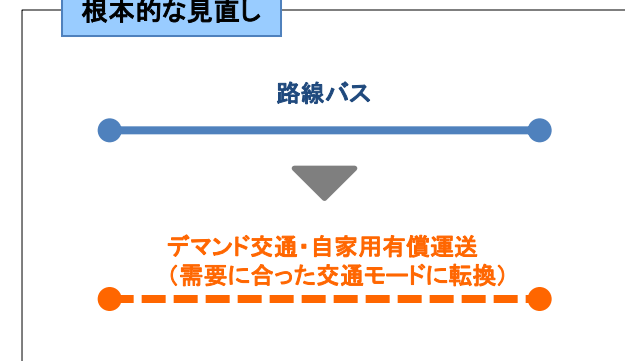 根本的な見直し
路線バス
デマンド交通・自家用有償運送
（需要に合った交通モードに転換）